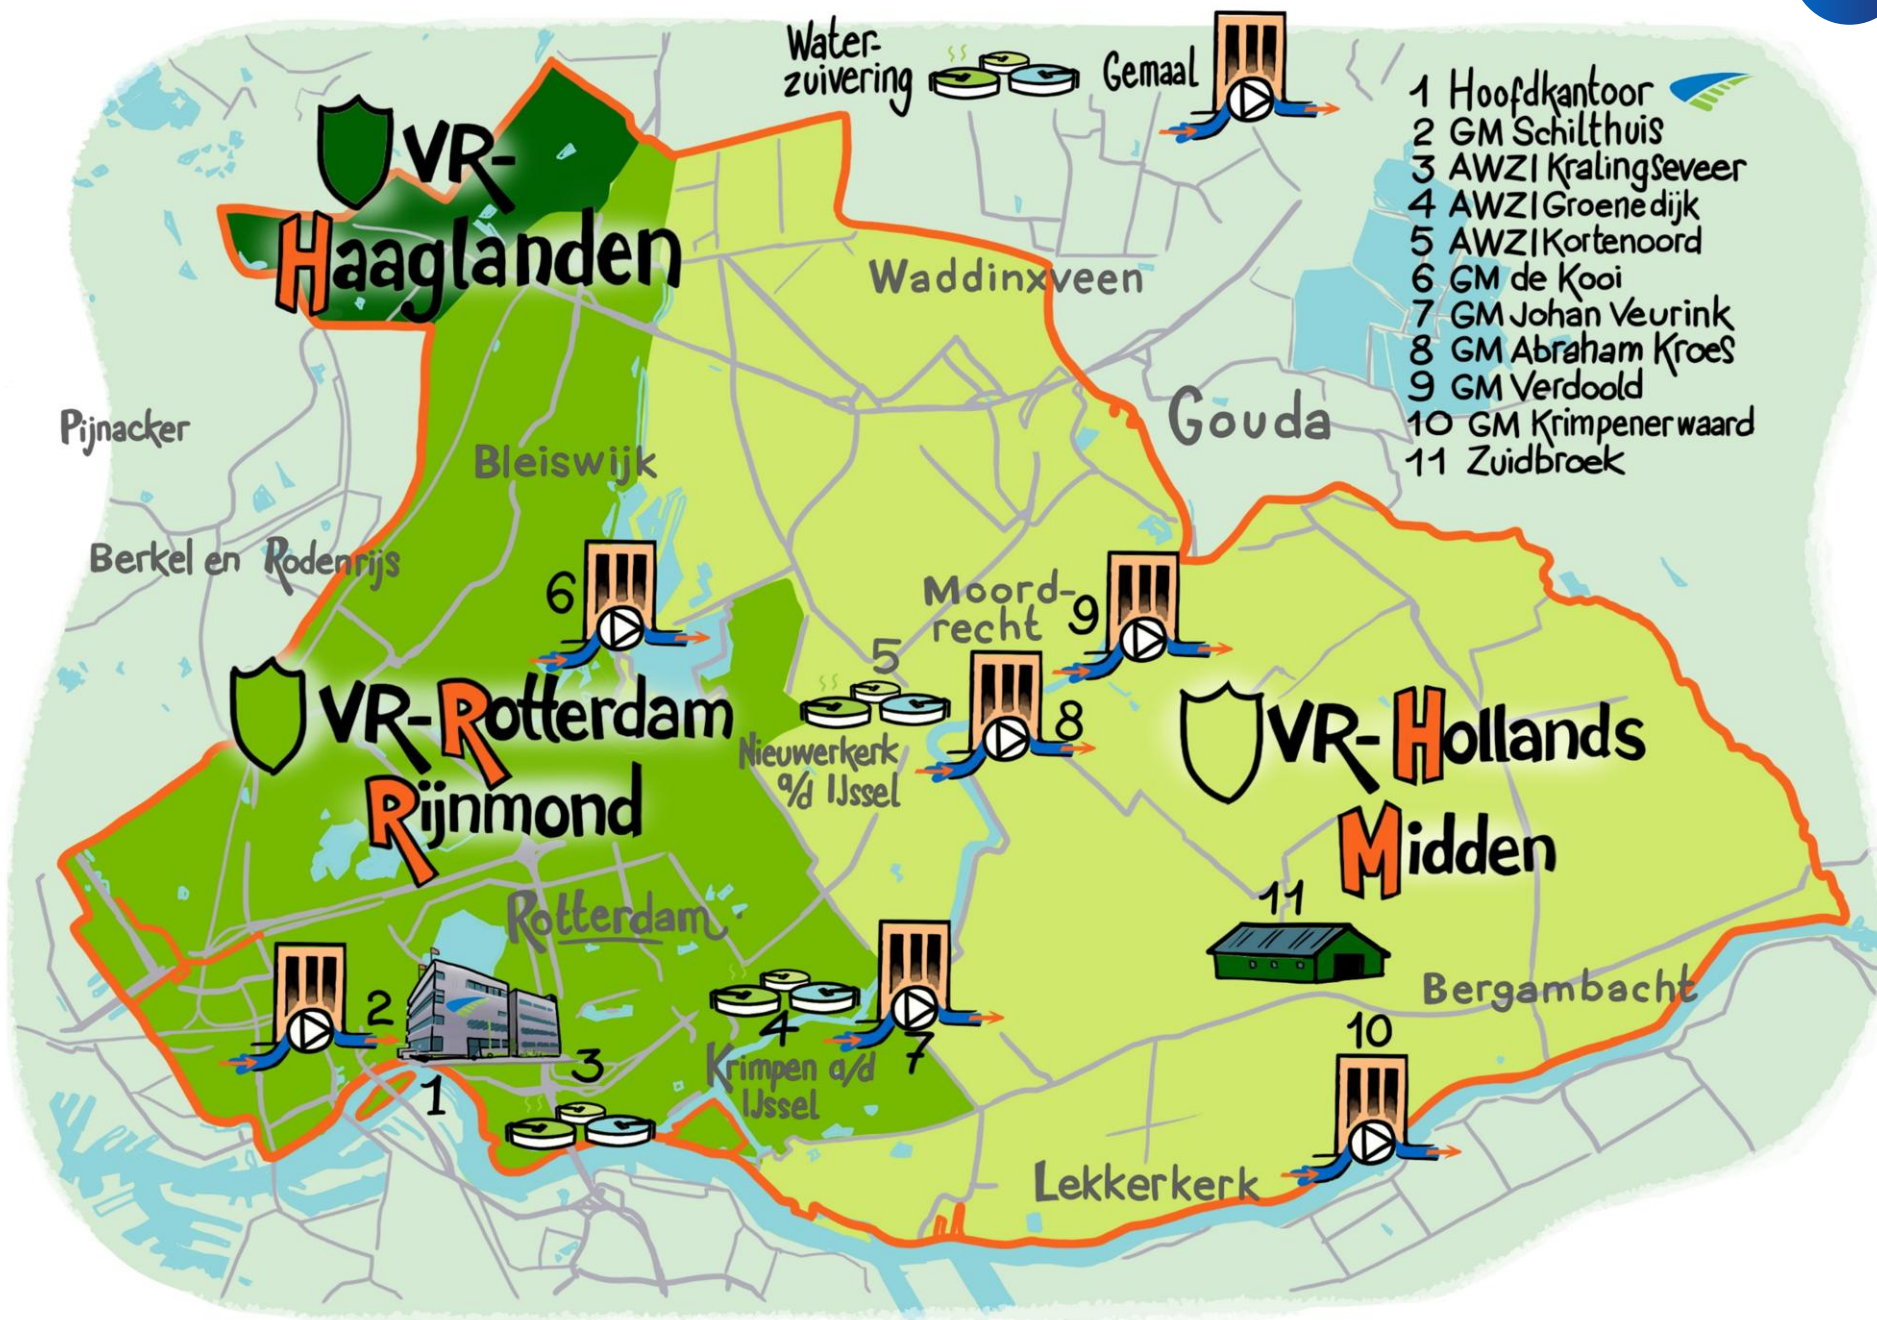 Water-
zuivering
Gemaal
1 Hoofdkantoor
2 GM Schilthuis
3 AWZI Kralingseveer
4 AWZI Groenedijk
5 AWZI Kortenoord
6 GM de Kooi
7 GM Johan Veurink
8 GM Abraham Kroes
9 GM Verdoold
10 GM Krimpenerwaard
11 Zuidbroek
VR-
Haaglanden
Waddinxveen
Gouda
Pijnacker
Bleiswijk
Berkel en Rodenrijs
6
Moord-
recht
9
5
8
VR-Rotterdam
Rijnmond
Nieuwerkerk
a/d IJssel
VR-Hollands
Midden
11
Rotterdam
Bergambacht
2
4
7
10
3
1
Krimpen a/d
IJssel
Lekkerkerk